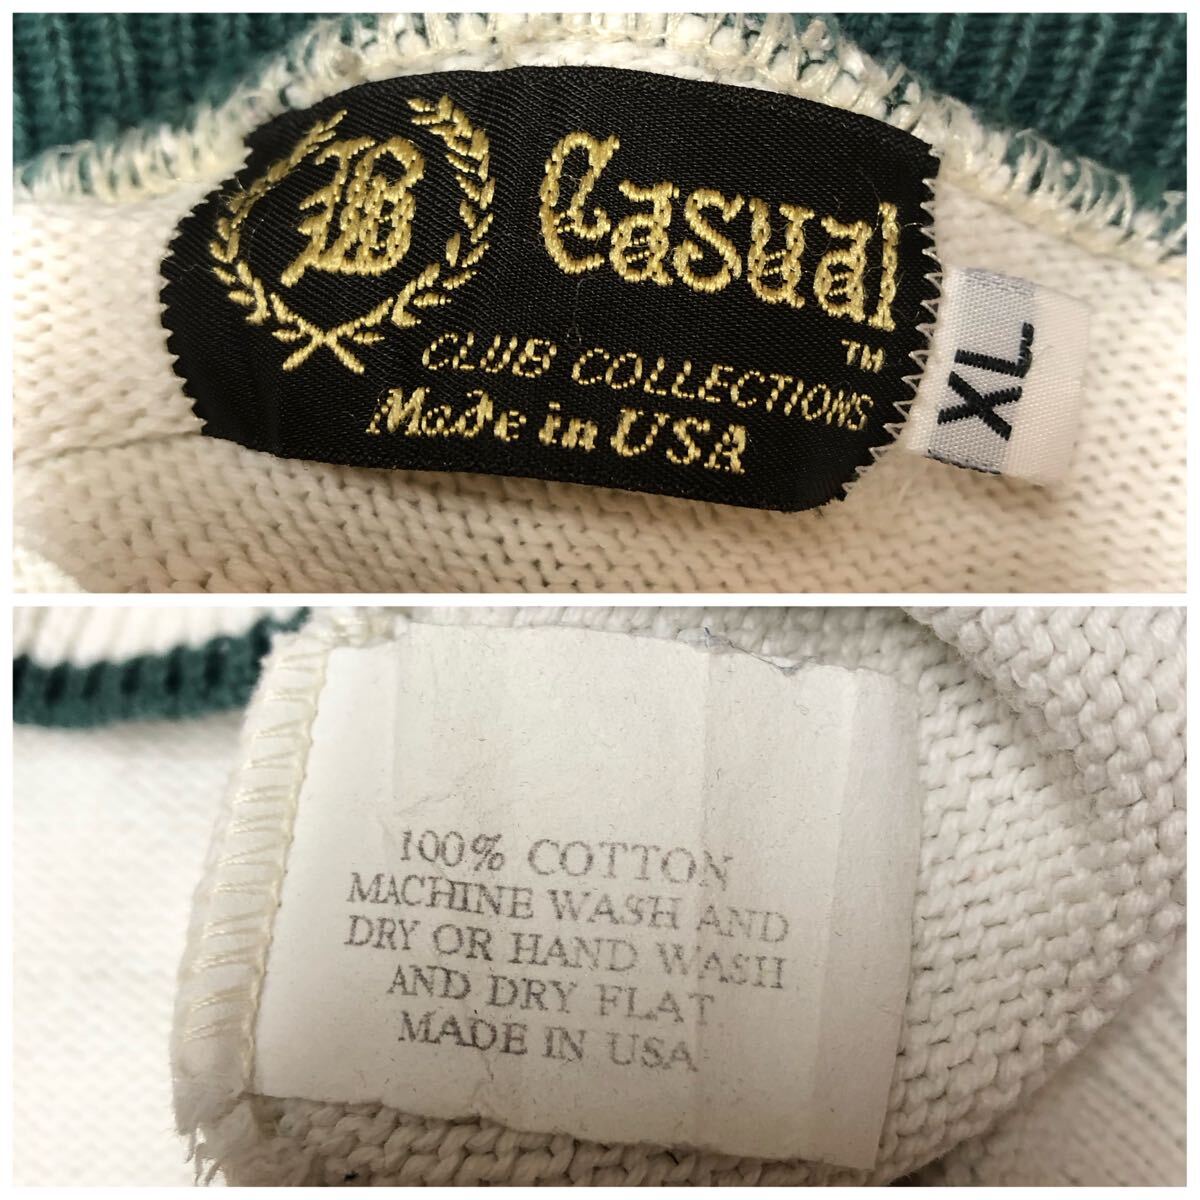 B Casual
TM
CLUB COLLECTIONS
Made in USA
XL
100% COTTON
MACHINE WASH AND
DRY OR HAND WASH
AND DRY FLAT
MADE IN USA